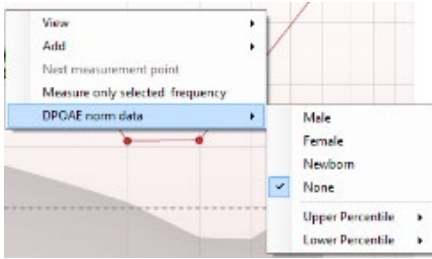 View
Add
Next measurement point
Measure only selected frequency
DPOAE norm data
Male
Female
Newborn
None
Upper Percentile
Lower Percentile